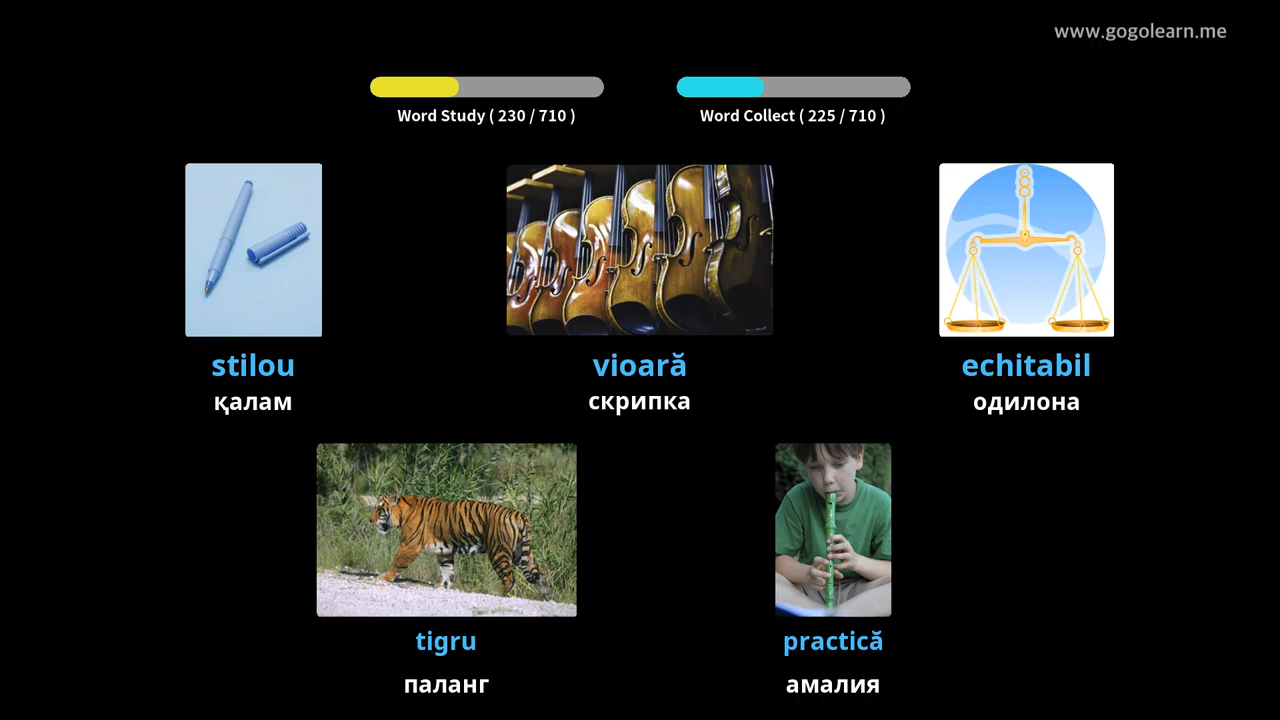 www.gogolearn.me
Word Study ( 230 / 710 )
Word Collect ( 225 / 710 )
stilou
vioară
echitabil
қалам
скрипка
одилона
tigru
practică
паланг
амалия